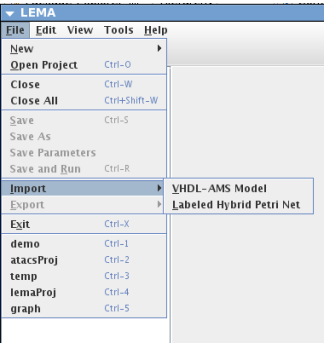 LEMA
File Edit View Tools Help
New
Open Project Ctrl-O
Close Ctrl-W
Close All Ctrl+Shift-W
Save Ctrl-S
Save As
Save Parameters
Save and Run Ctrl-R
Import VHDL-AMS Model
Export Labeled Hybrid Petri Net
Exit Ctrl-X
demo Ctrl-1
atacsProj Ctrl-2
temp Ctrl-3
lemaProj Ctrl-4
graph Ctrl-5